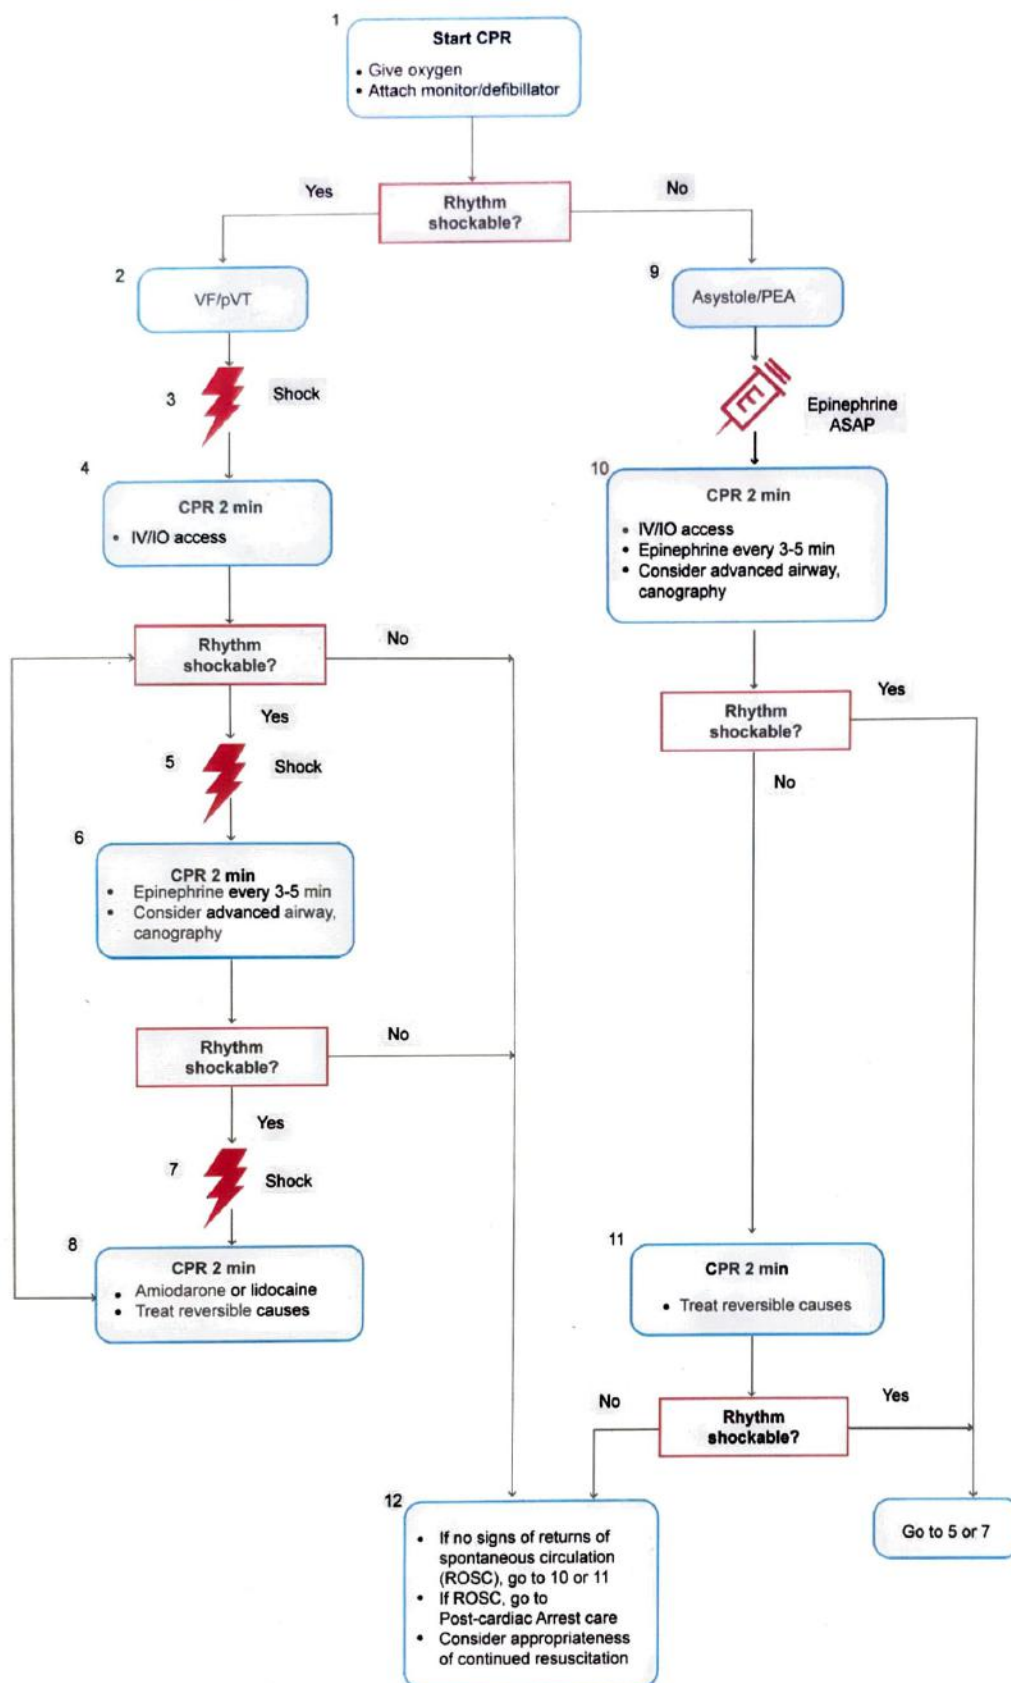 1
Start CPR
• Give oxygen
• Attach monitor/defibillator
Yes
No
Rhythm
shockable?
2
VF/pVT
9
Asystole/PEA
3
Shock
Epinephrine
ASAP
4
CPR 2 min
• IV/IO access
10
CPR 2 min
• IV/IO access
• Epinephrine every 3-5 min
• Consider advanced airway,
canography
Rhythm
shockable?
No
Yes
Rhythm
shockable?
Yes
No
5
Shock
6
CPR 2 min
• Epinephrine every 3-5 min
• Consider advanced airway,
canography
Rhythm
shockable?
No
Yes
7
Shock
8
CPR 2 min
• Amiodarone or lidocaine
• Treat reversible causes
11
CPR 2 min
• Treat reversible causes
No
Yes
Rhythm
shockable?
12
• If no signs of returns of
spontaneous circulation
(ROSC), go to 10 or 11
• If ROSC, go to
Post-cardiac Arrest care
• Consider appropriateness
of continued resuscitation
Go to 5 or 7
E